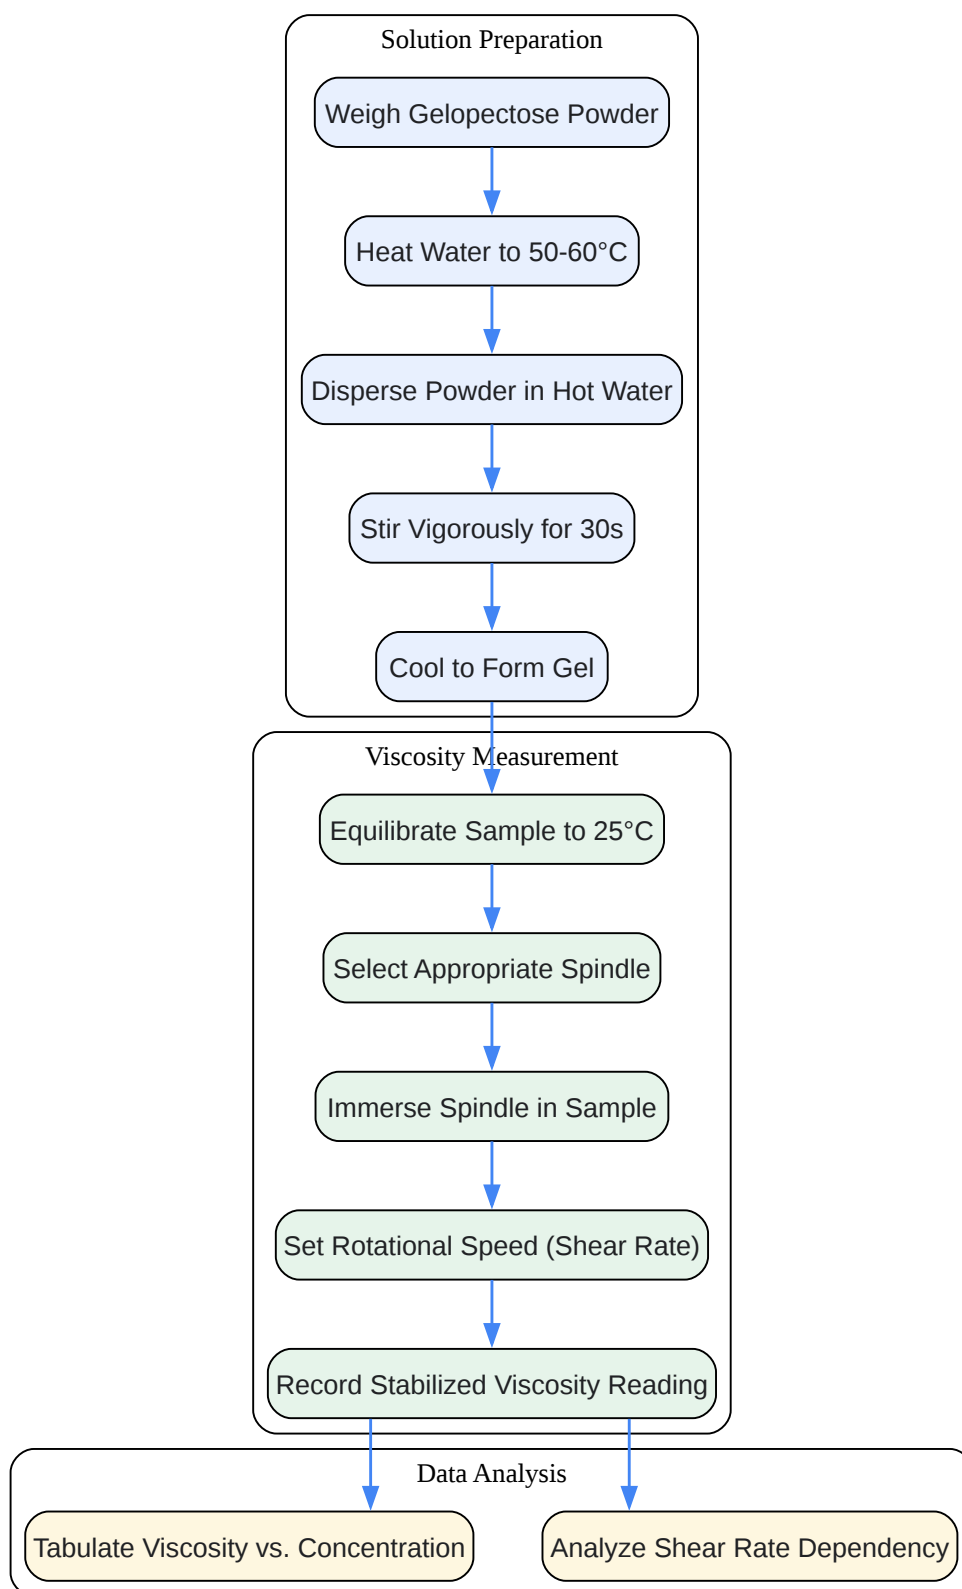 Solution Preparation
Weigh Gelopectose Powder
Heat Water to 50-60°C
Disperse Powder in Hot Water
Stir Vigorously for 30s
Cool to Form Gel
Viscosity Measurement
Equilibrate Sample to 25°C
Select Appropriate Spindle
Immerse Spindle in Sample
Set Rotational Speed (Shear Rate)
Record Stabilized Viscosity Reading
Data Analysis
Tabulate Viscosity vs. Concentration
Analyze Shear Rate Dependency